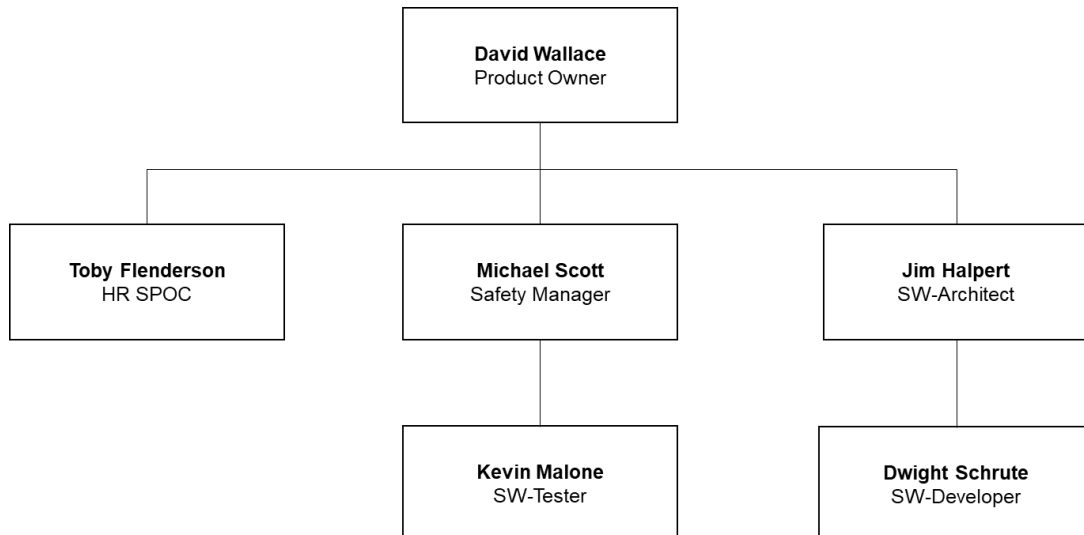 David Wallace
Product Owner
Toby Flenderson
HR SPOC
Michael Scott
Safety Manager
Jim Halpert
SW-Architect
Kevin Malone
SW-Tester
Dwight Schrute
SW-Developer